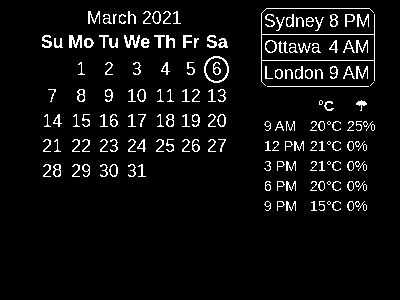 March 2021
Su Mo Tu We Th Fr Sa
1 2 3 4 5 6
7 8 9 10 11 12 13
14 15 16 17 18 19 20
21 22 23 24 25 26 27
28 29 30 31
Sydney 8 PM
Ottawa 4 AM
London 9 AM
°C ☂
9 AM 20°C 25%
12 PM 21°C 0%
3 PM 21°C 0%
6 PM 20°C 0%
9 PM 15°C 0%